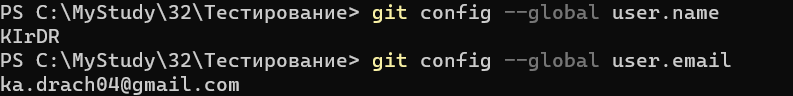 PS C:\MyStudy\32\Тестирование> git config --global user.name
KIrDR
PS C:\MyStudy\32\Тестирование> git config --global user.email
ka.drach04@gmail.com